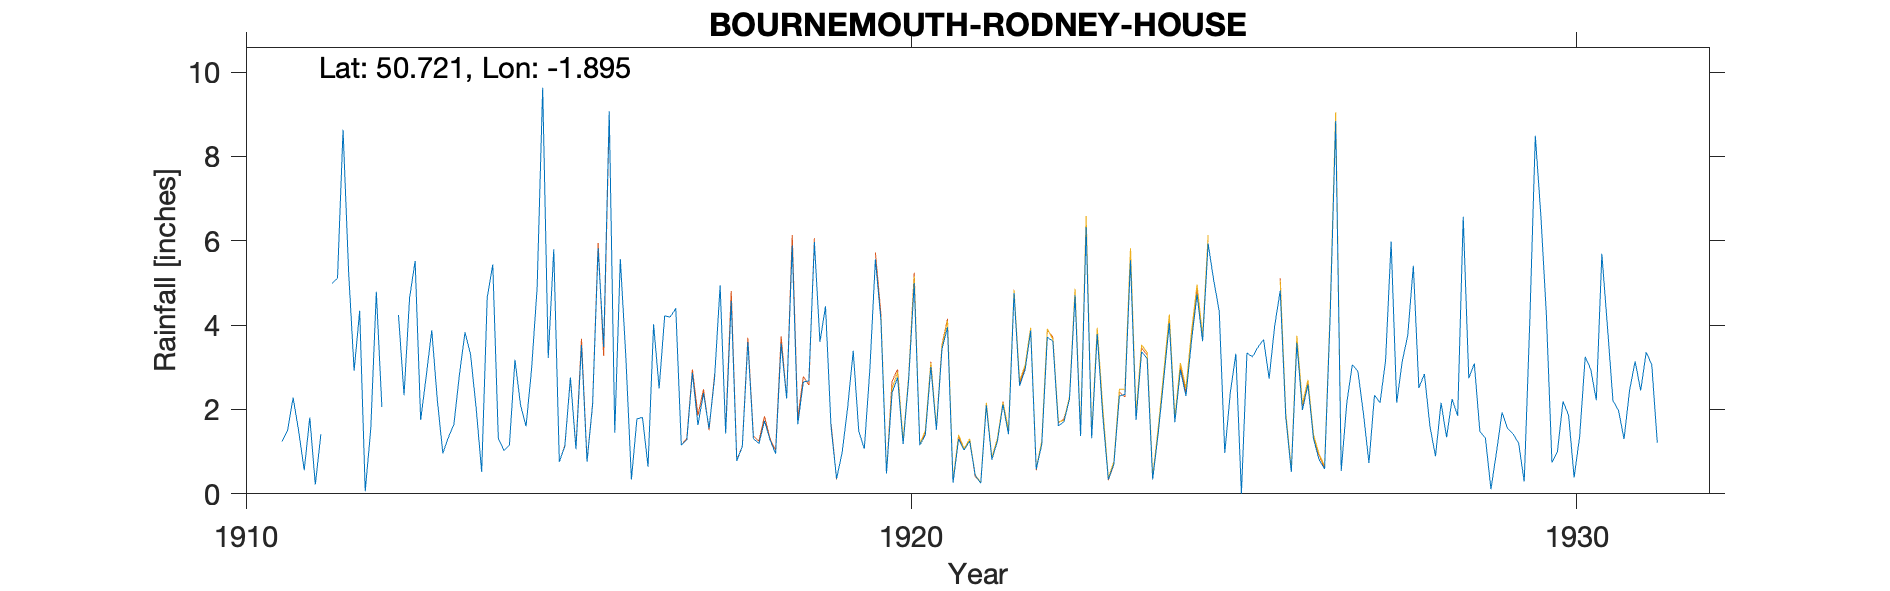 BOURNEMOUTH-RODNEY-HOUSE
Lat: 50.721, Lon: -1.895
Rainfall [inches]
10
8
6
4
2
0
1910 1920 1930
Year